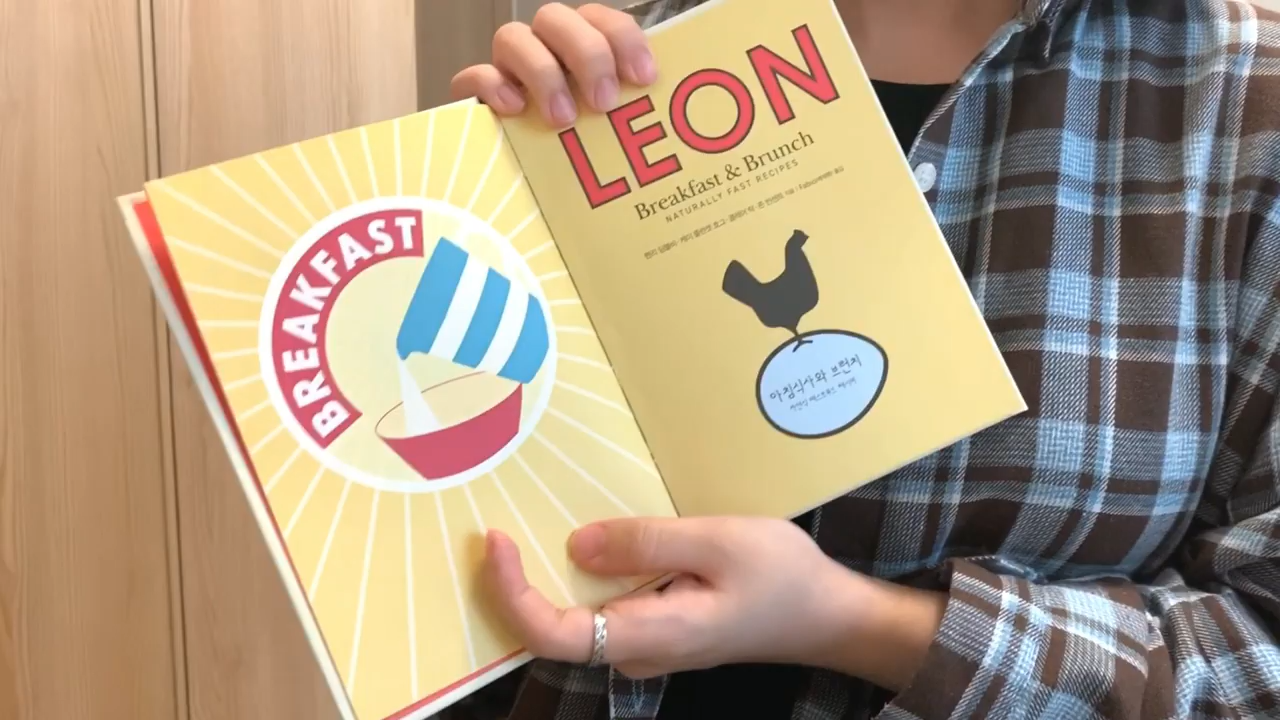 BREAKFAST
LEON
Breakfast & Brunch
NATURALLY FAST RECIPES
아침식사와 브런치